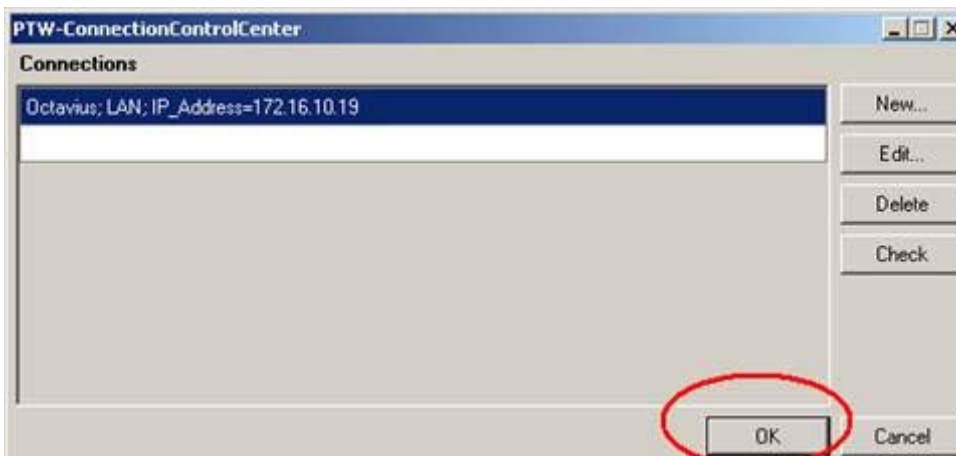 PTW-ConnectionControlCenter
Connections
Octavius; LAN; IP_Address=172.16.10.19
New...
Edit...
Delete
Check
OK
Cancel